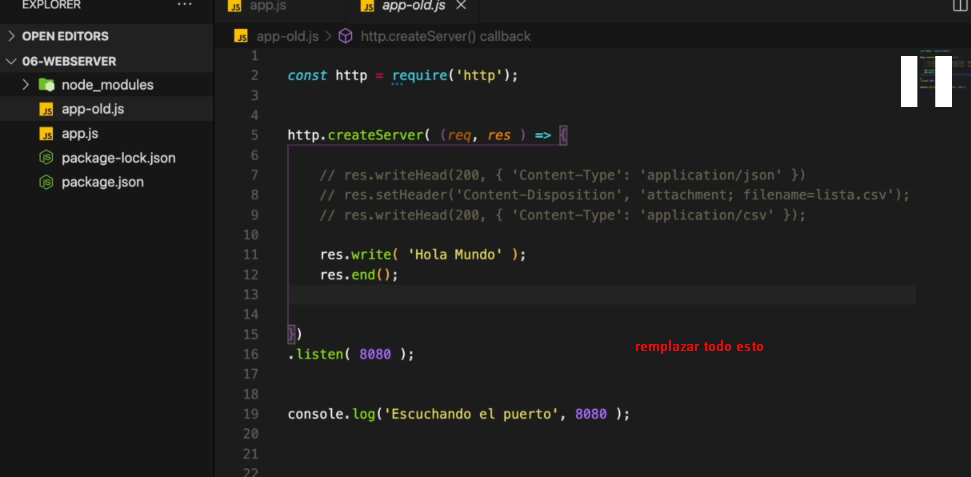 EXPLORER ···
JS app.js JS app-old.js ×
OPEN EDITORS
JS app-old.js > http.createServer() callback
06-WEBSERVER
node_modules
JS app-old.js
JS app.js
JS package-lock.json
JS package.json
1
2 const http = require('http');
3
4
5 http.createServer( (req, res ) => {
6
7 // res.writeHead(200, { 'Content-Type': 'application/json' })
8 // res.setHeader('Content-Disposition', 'attachment; filename=lista.csv');
9 // res.writeHead(200, { 'Content-Type': 'application/csv' });
10
11 res.write( 'Hola Mundo' );
12 res.end();
13
14
15 })
16 .listen( 8080 );
remplazar todo esto
17
18
19 console.log('Escuchando el puerto', 8080 );
20
21
22